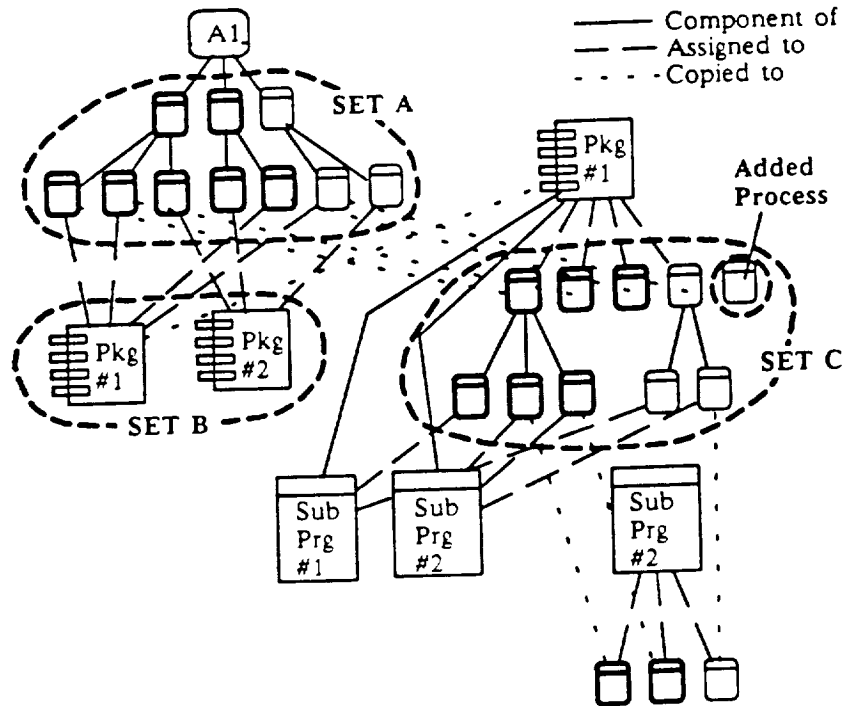 A1
Component of
Assigned to
Copied to
SET A
Pkg
#1
Added
Process
Pkg
#1
Pkg
#2
SET B
SET C
Sub
Prg
#1
Sub
Prg
#2
Sub
Prg
#2